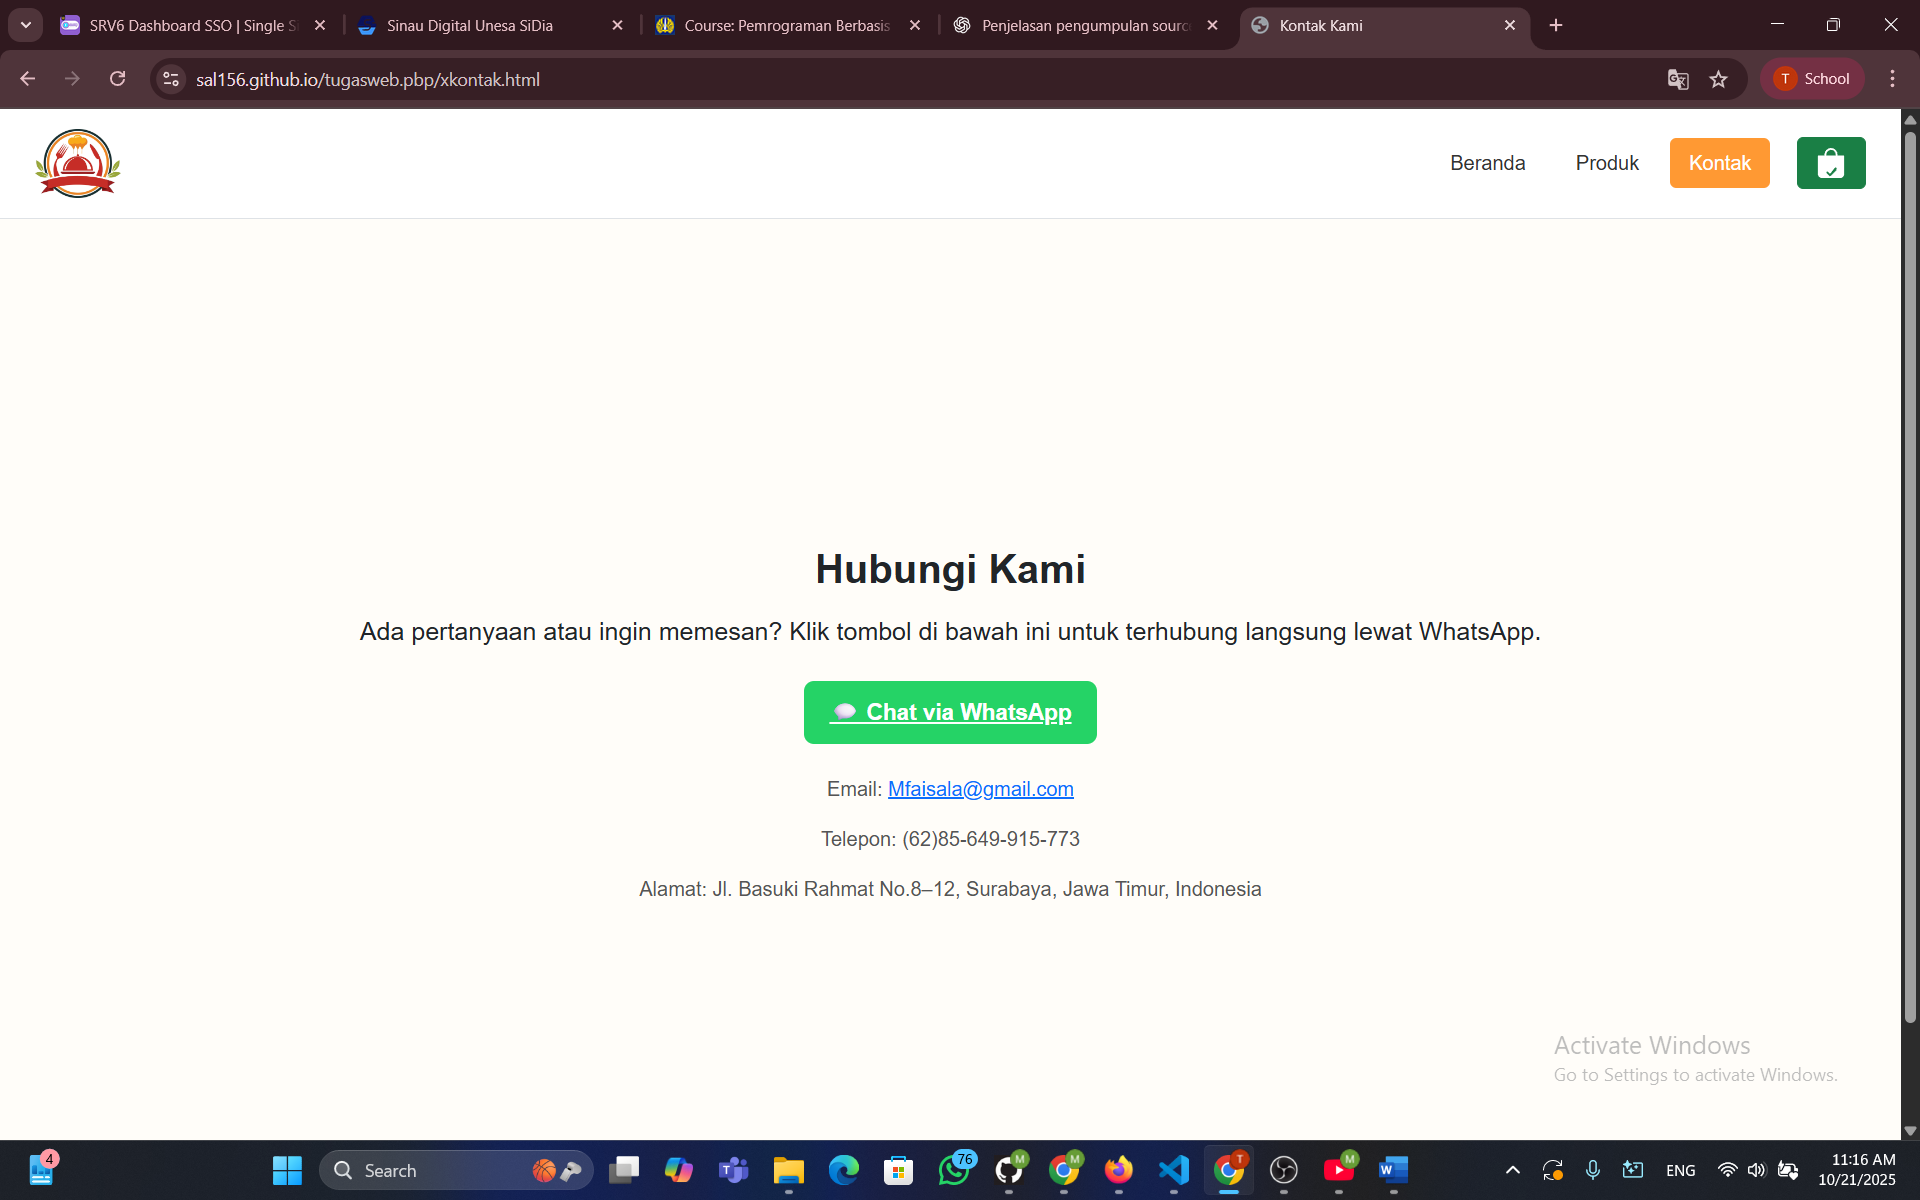 SRV6 Dashboard SSO | Single Si
Sinau Digital Unesa SiDia
Course: Pemrograman Berbasis
Penjelasan pengumpulan sourc
Kontak Kami
sal156.github.io/tugasweb.pbp/xkontak.html
T School
Beranda
Produk
Kontak
Hubungi Kami
Ada pertanyaan atau ingin memesan? Klik tombol di bawah ini untuk terhubung langsung lewat WhatsApp.
Chat via WhatsApp
Email: Mfaisala@gmail.com
Telepon: (62)85-649-915-773
Alamat: Jl. Basuki Rahmat No.8–12, Surabaya, Jawa Timur, Indonesia
Activate Windows
Go to Settings to activate Windows.
4
Search
76
M
M
T
M
ENG
11:16 AM
10/21/2025